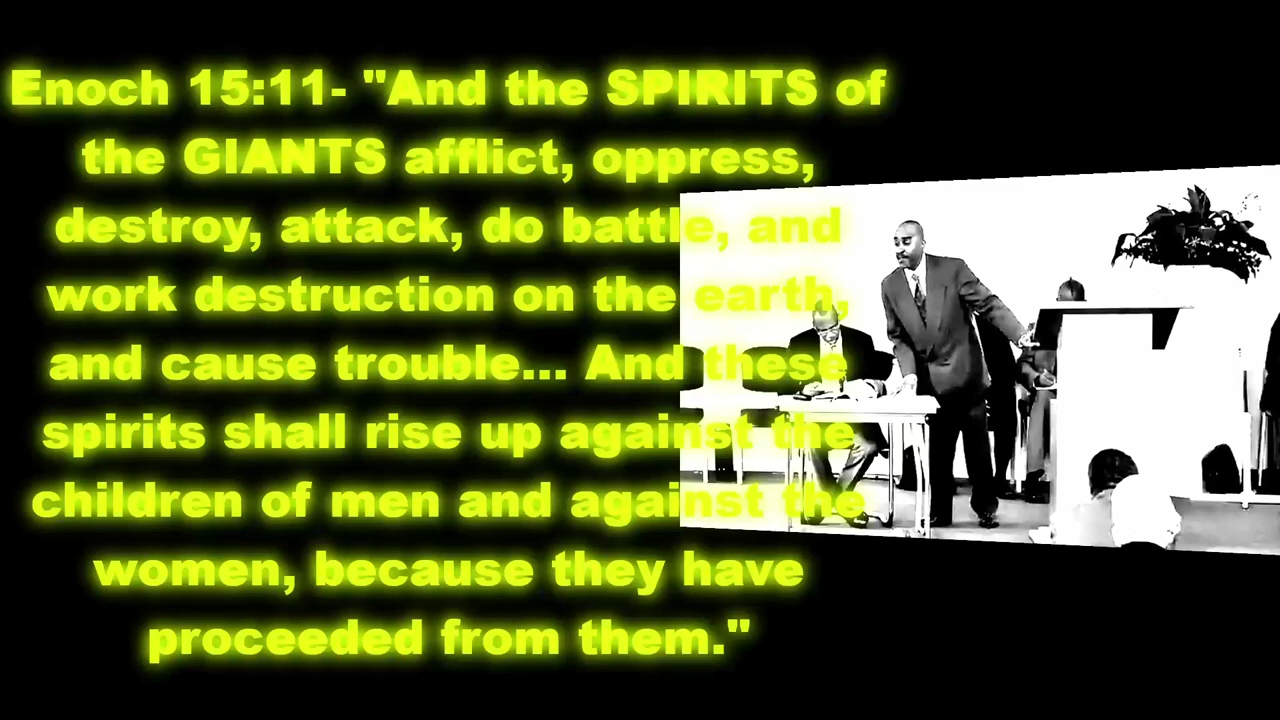 Enoch 15:11- "And the SPIRITS of
the GIANTS afflict, oppress,
destroy, attack, do battle, and
work destruction on the earth,
and cause trouble... And these
spirits shall rise up against the
children of men and against the
women, because they have
proceeded from them."